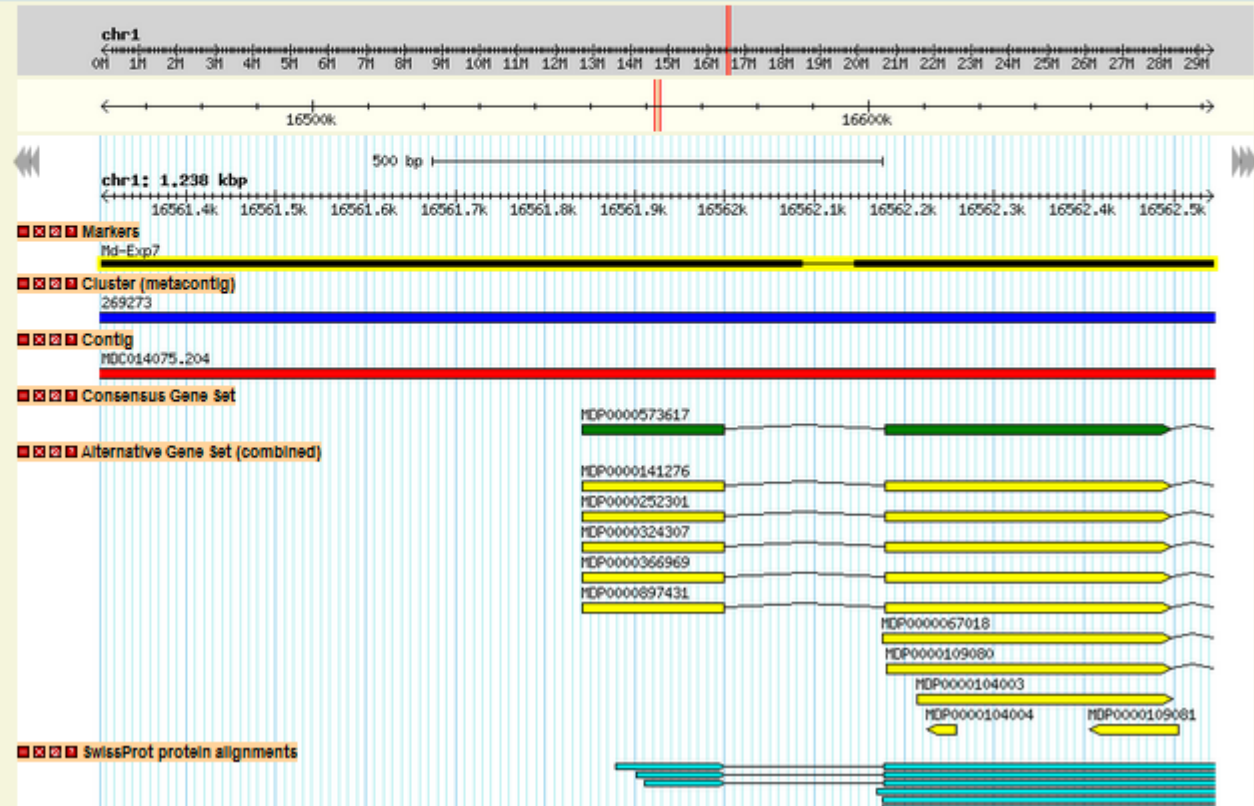 chr1
0M 1M 2M 3M 4M 5M 6M 7M 8M 9M 10M 11M 12M 13M 14M 15M 16M 17M 18M 19M 20M 21M 22M 23M 24M 25M 26M 27M 28M 29M
16500k 16600k
500 bp
chr1: 1.238 kbp
16561.4k 16561.5k 16561.6k 16561.7k 16561.8k 16561.9k 16562k 16562.1k 16562.2k 16562.3k 16562.4k 16562.5k
Markers
Md-Exp7
Cluster (metacontig)
269273
Contig
MDC014075.204
Consensus Gene Set
MDP0000573617
Alternative Gene Set (combined)
MDP0000141276
MDP0000252301
MDP0000324307
MDP0000366969
MDP0000897431
MDP0000067018
MDP0000109080
MDP0000104003
MDP0000104004 MDP0000109081
SwissProt protein alignments